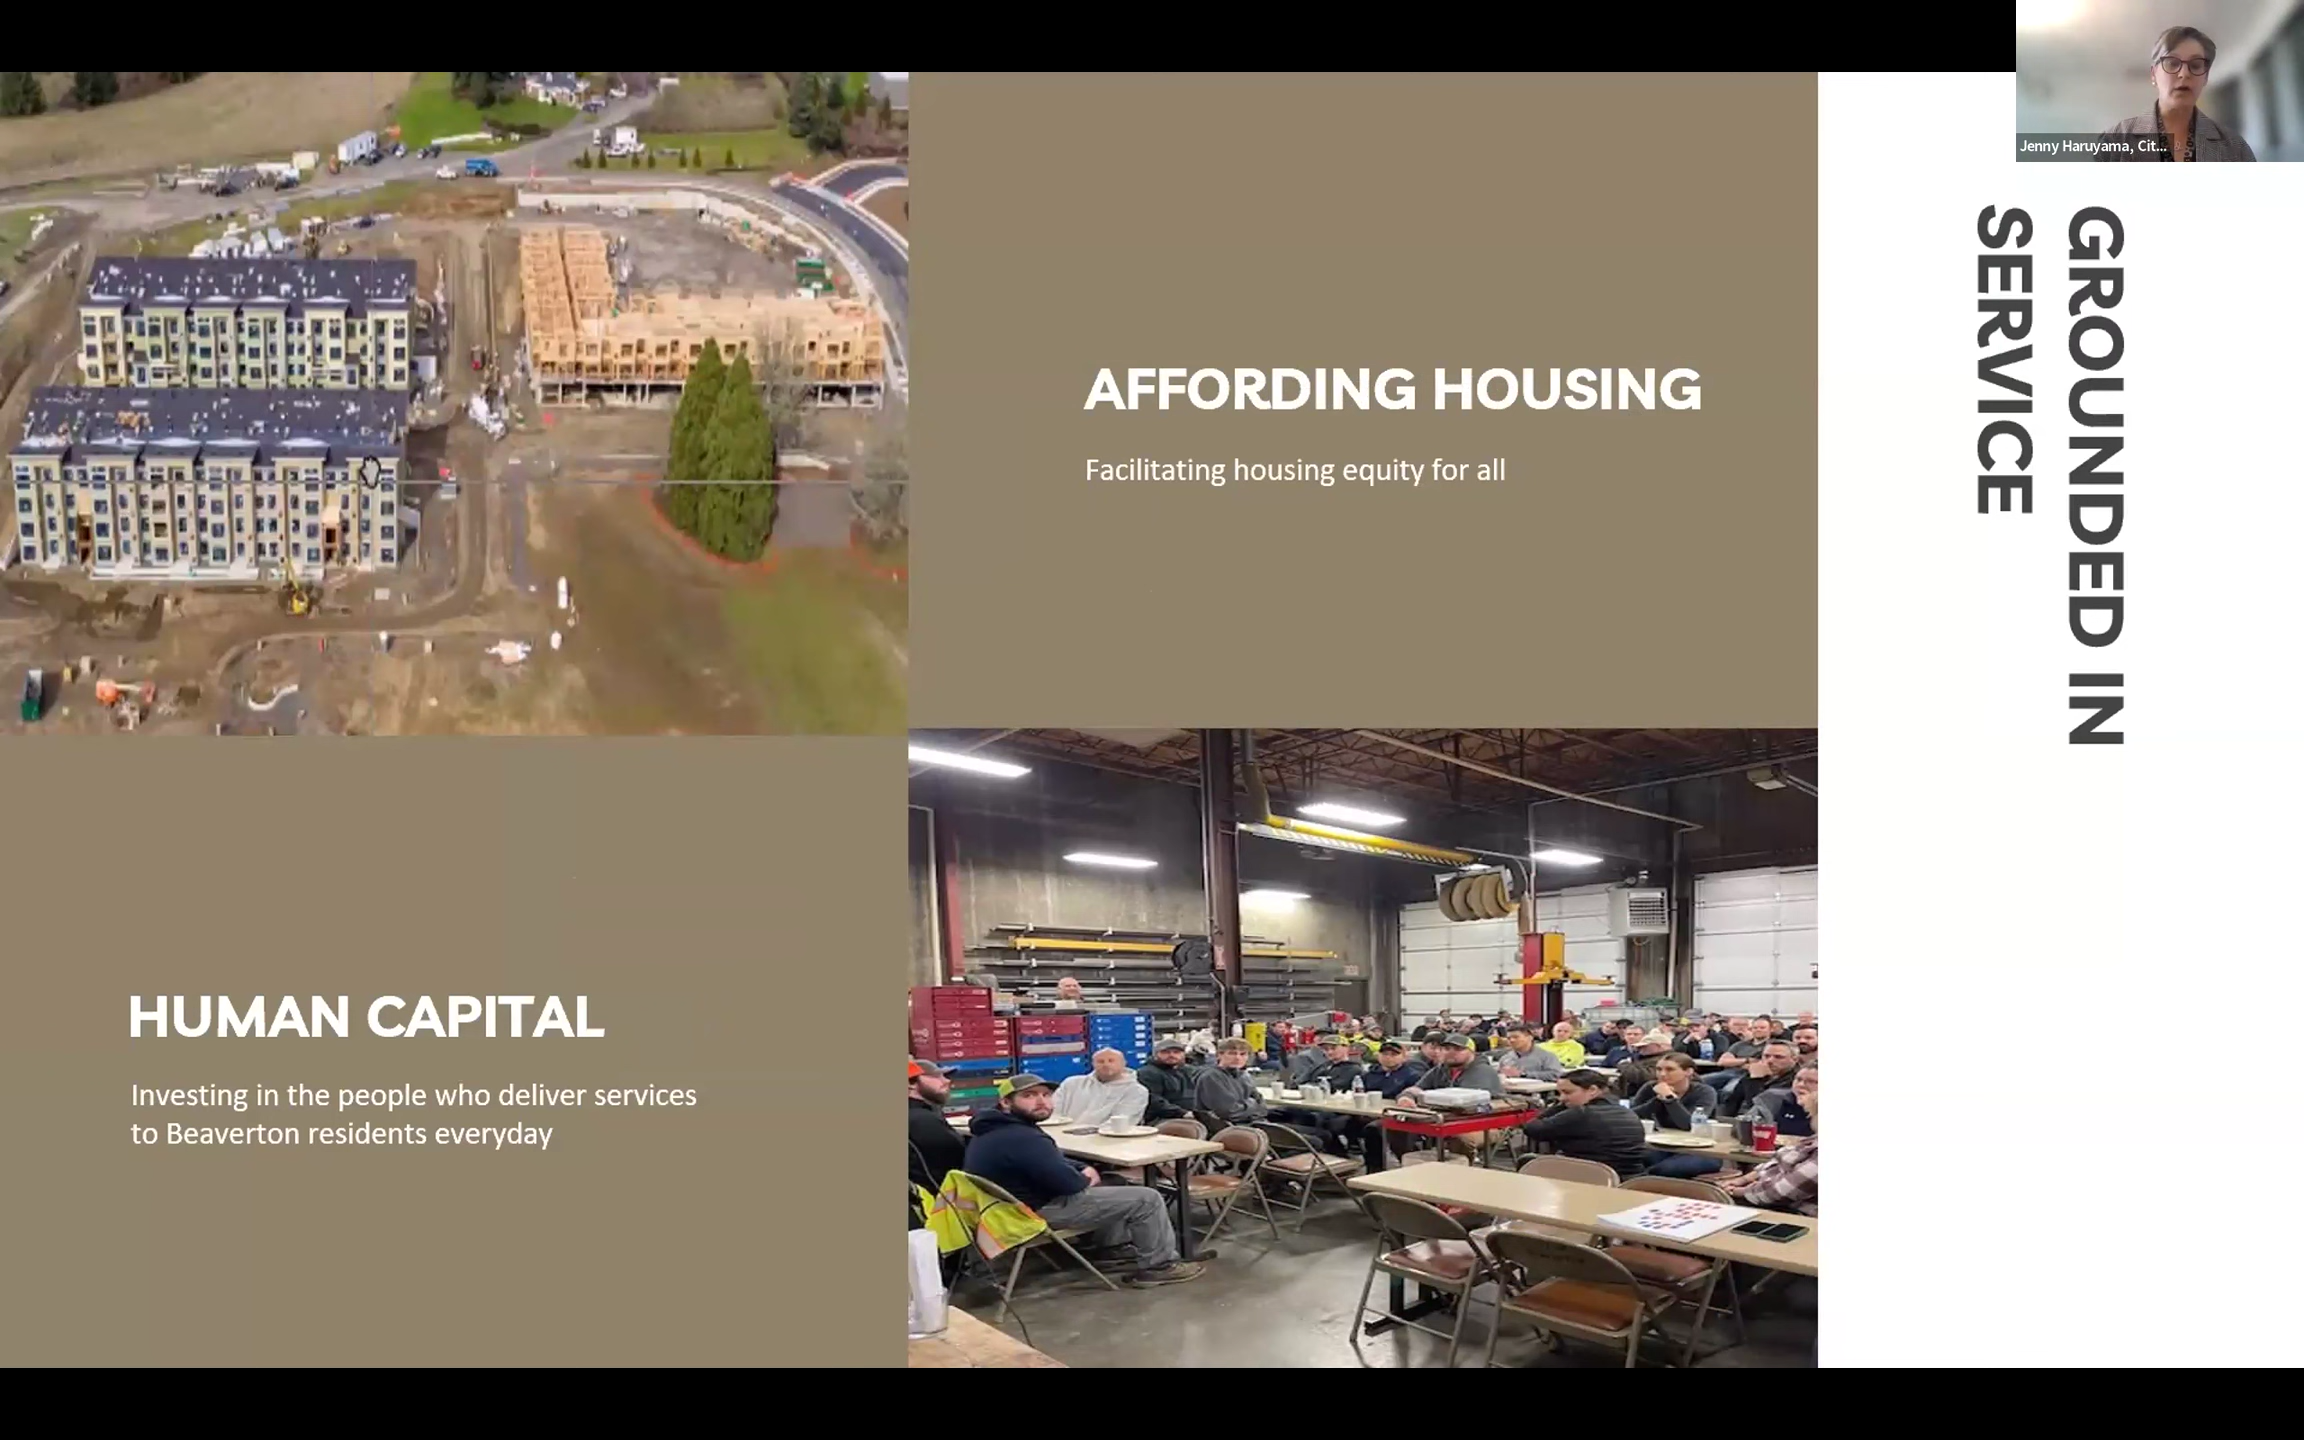 Jenny Haruyama, Cit...
GROUNDED IN
SERVICE
AFFORDING HOUSING
Facilitating housing equity for all
HUMAN CAPITAL
Investing in the people who deliver services
to Beaverton residents everyday